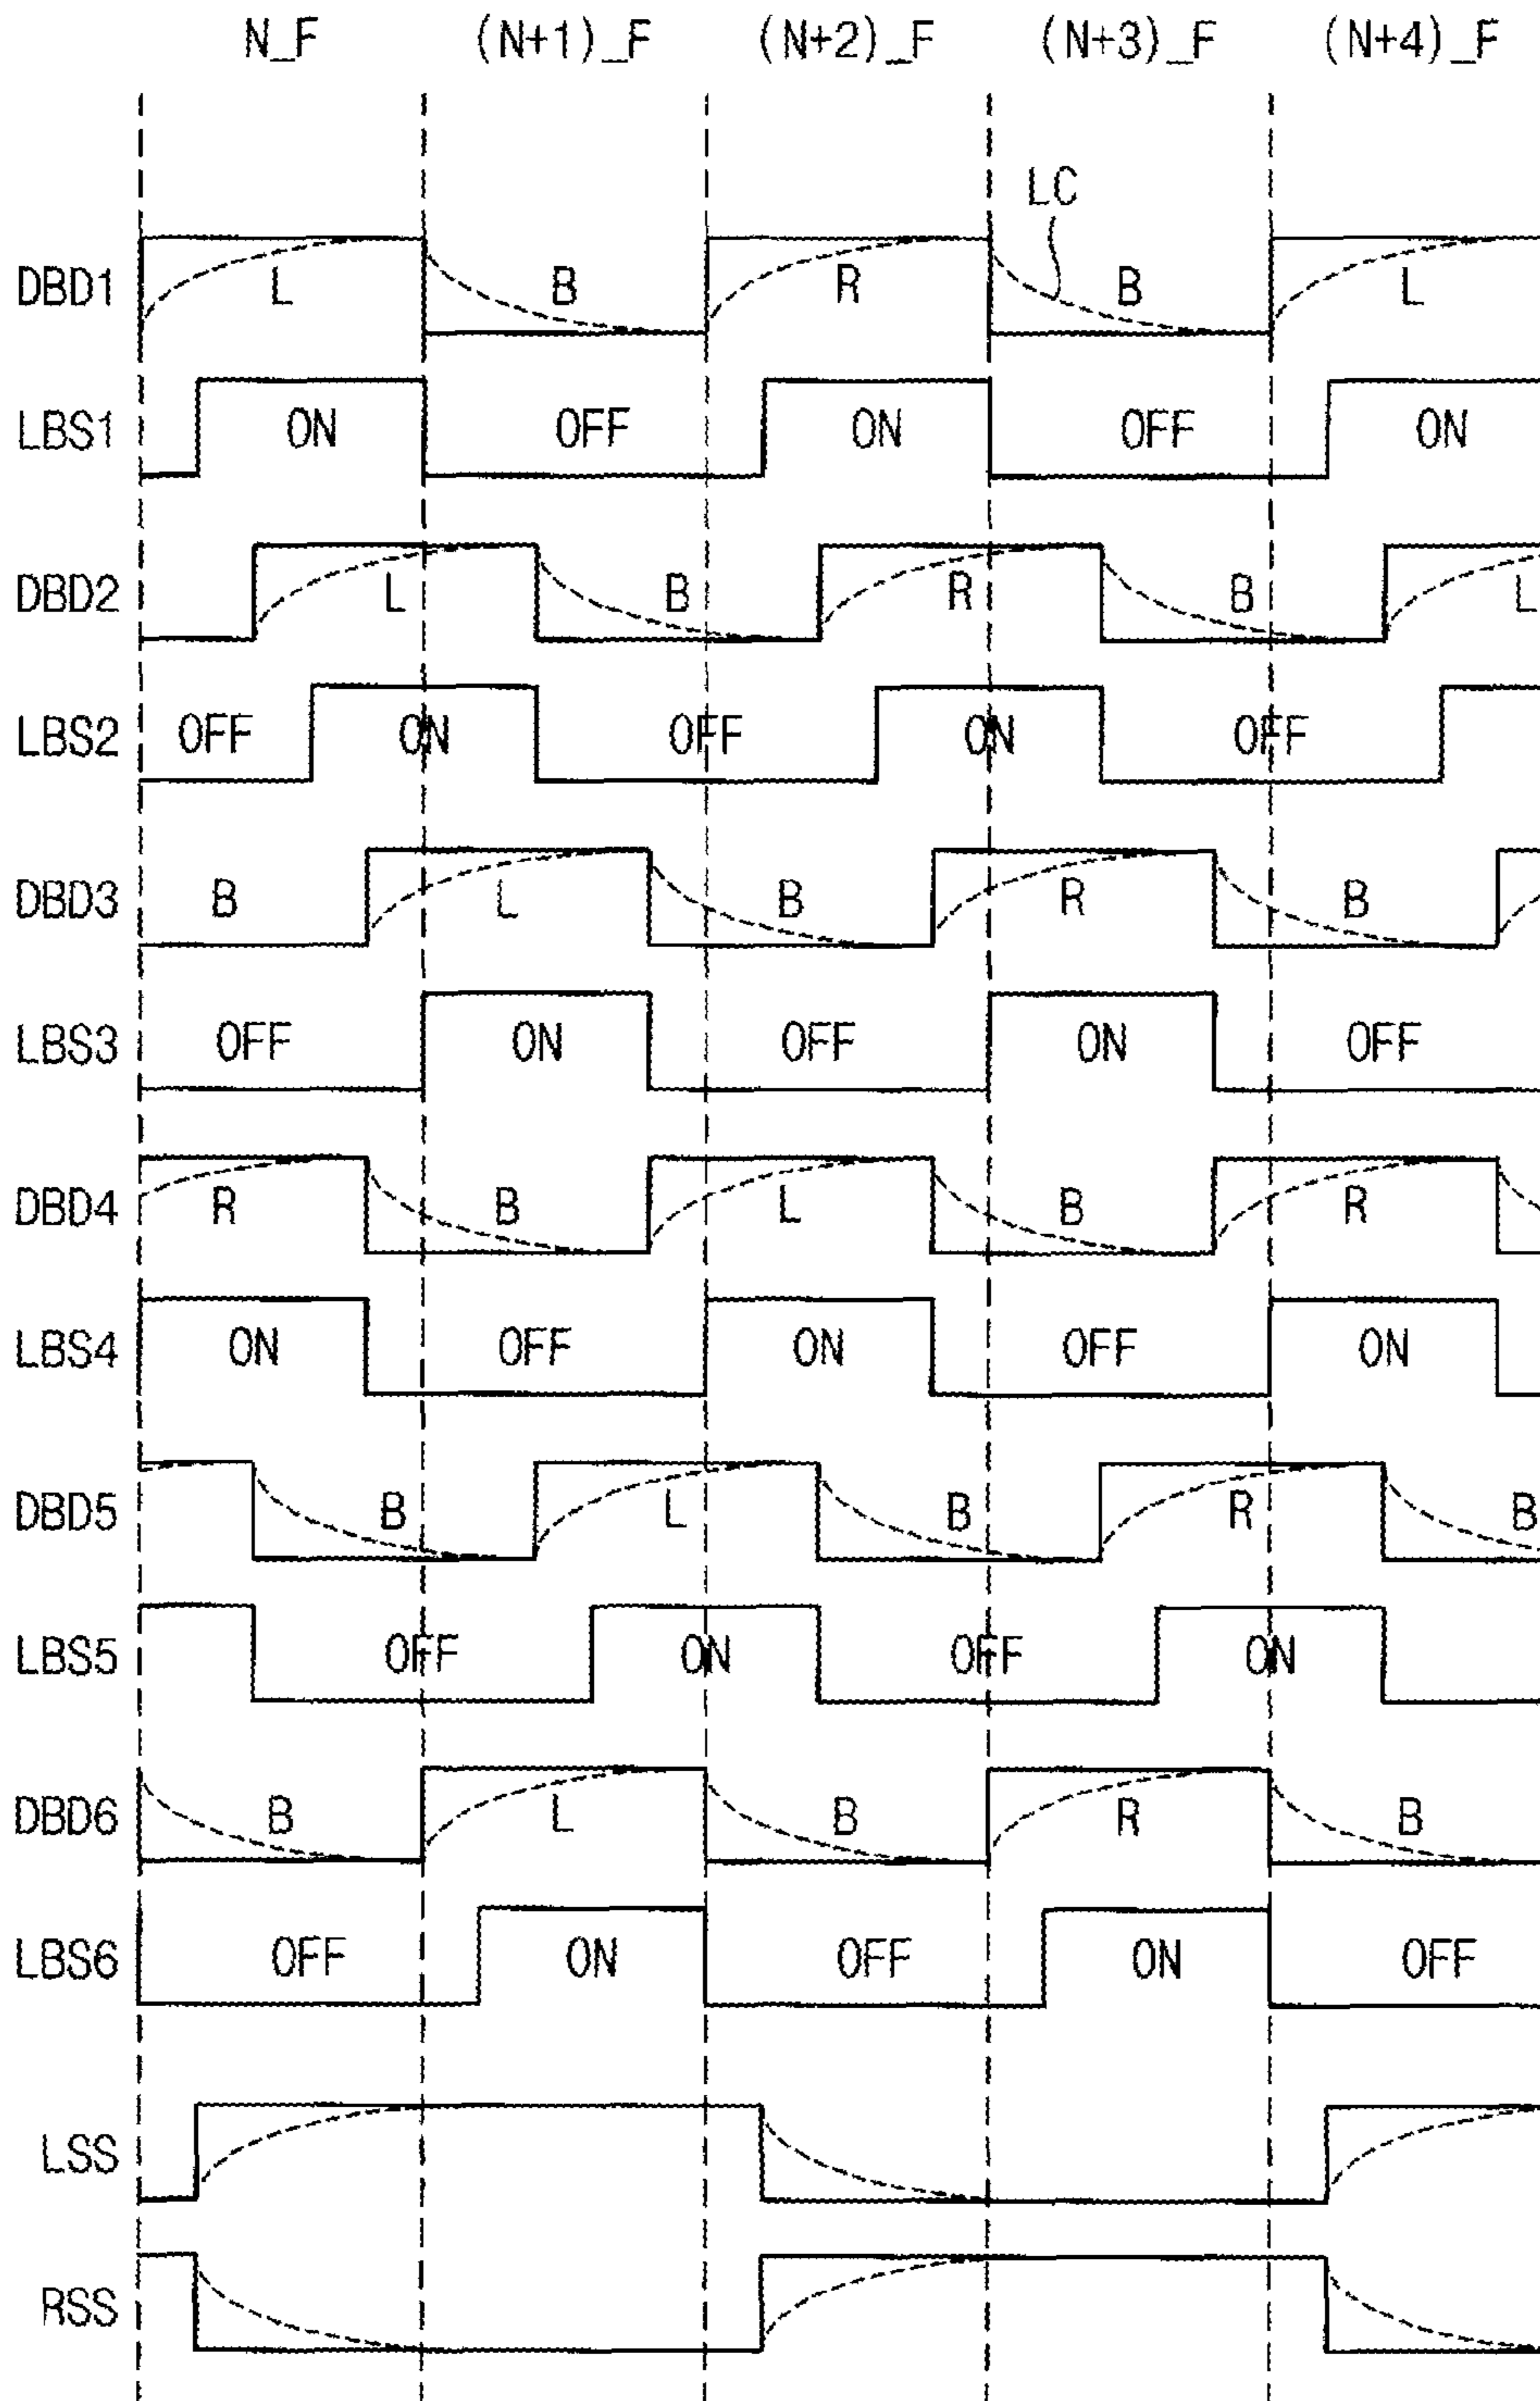 N_F (N+1)_F (N+2)_F (N+3)_F (N+4)_F
LC
DBD1 L B R B L
LBS1 ON OFF ON OFF ON
DBD2 L B R B L
LBS2 OFF ON OFF ON OFF
DBD3 B L B R B
LBS3 OFF ON OFF ON OFF
DBD4 R B L B R
LBS4 ON OFF ON OFF ON
DBD5 B L B R B
LBS5 OFF ON OFF ON
DBD6 B L B R B
LBS6 OFF ON OFF ON OFF
LSS
RSS